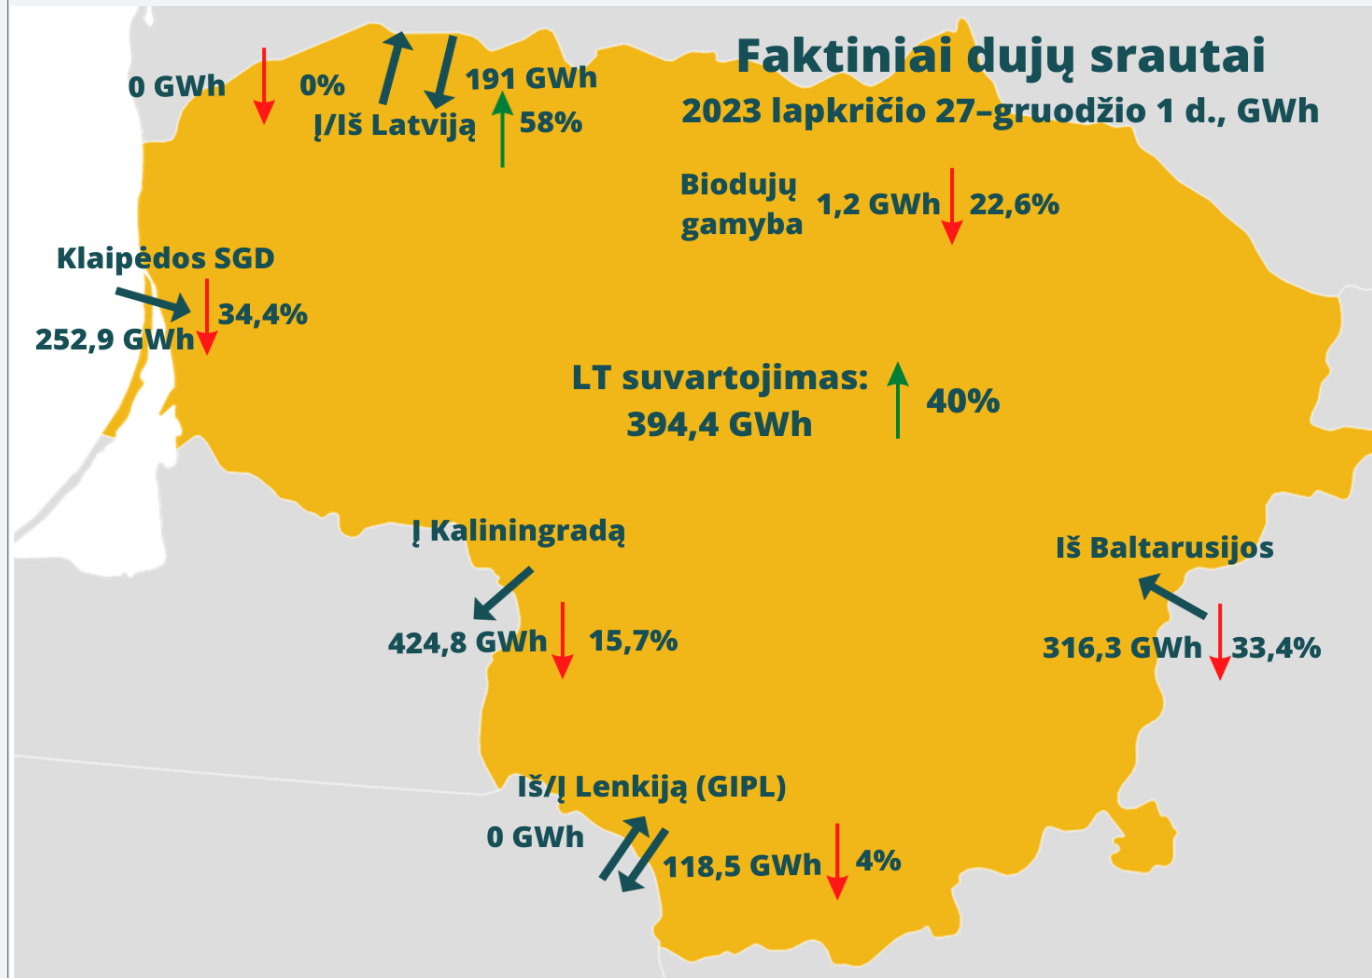 Faktiniai dujų srautai
2023 lapkričio 27–gruodžio 1 d., GWh
0 GWh
0%
191 GWh
Į/Iš Latviją
58%
Biodujų
gamyba
1,2 GWh
22,6%
Klaipėdos SGD
34,4%
252,9 GWh
LT suvartojimas:
394,4 GWh
40%
Į Kaliningradą
424,8 GWh
15,7%
Iš Baltarusijos
316,3 GWh
33,4%
Iš/Į Lenkiją (GIPL)
0 GWh
118,5 GWh
4%